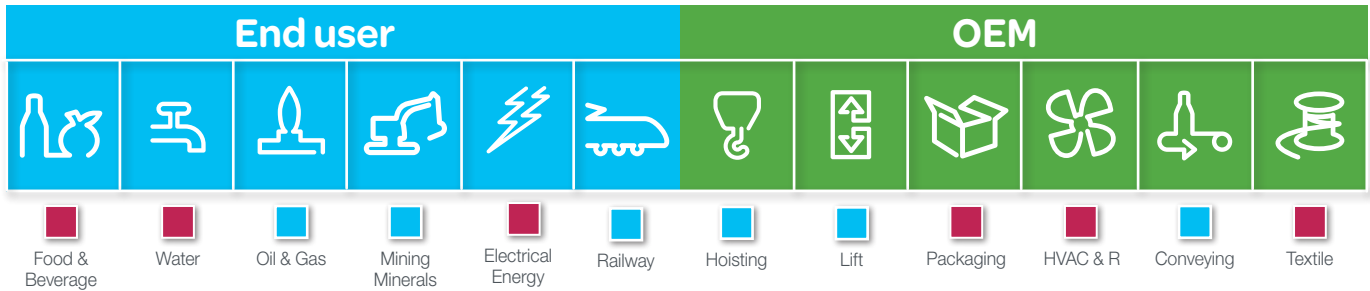 End user
OEM
Food &
Beverage
Water
Oil & Gas
Mining
Minerals
Electrical
Energy
Railway
Hoisting
Lift
Packaging
HVAC & R
Conveying
Textile